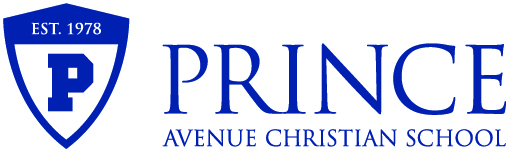 EST. 1978
P
PRINCE
AVENUE CHRISTIAN SCHOOL